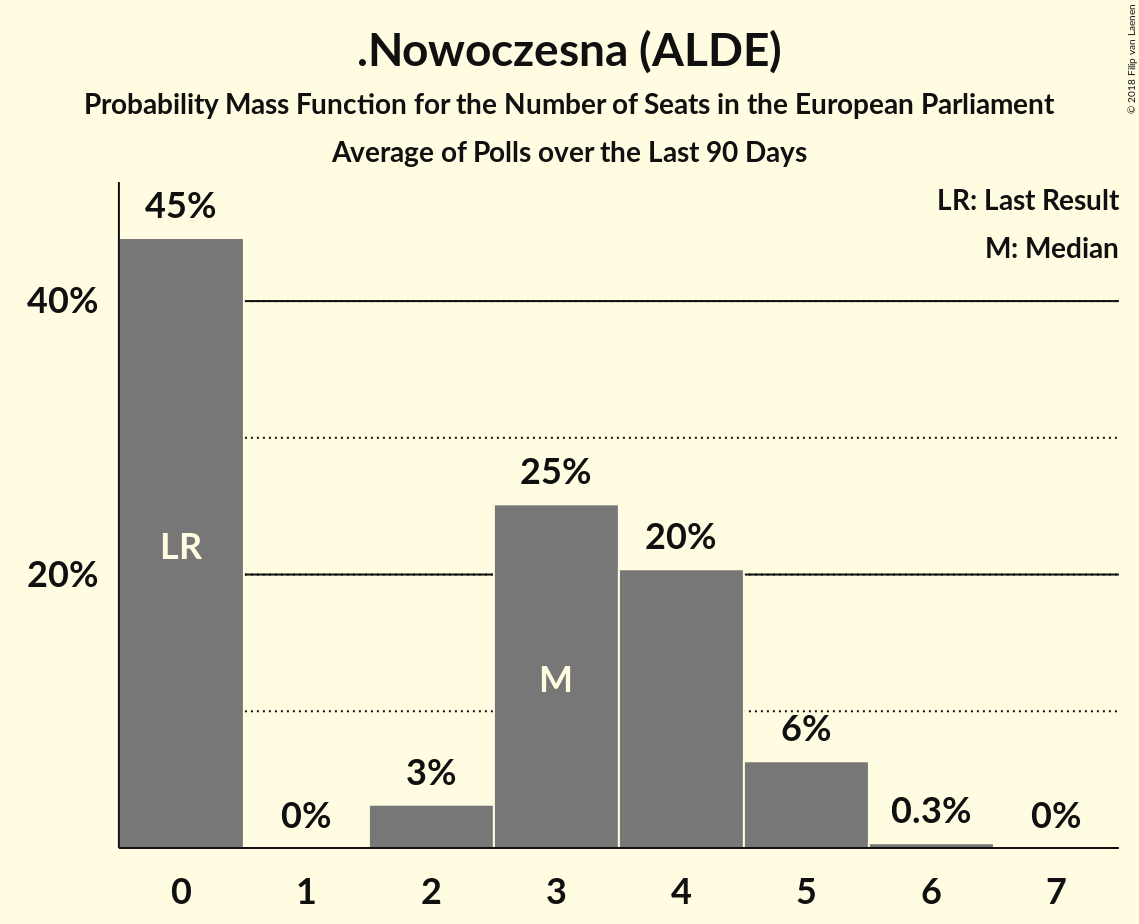 .Nowoczesna (ALDE)
Probability Mass Function for the Number of Seats in the European Parliament
Average of Polls over the Last 90 Days
© 2018 Filip van Laenen
LR: Last Result
M: Median
45%
40%
25%
20%
LR
20%
M
6%
3%
0%
0.3%
0%
0 1 2 3 4 5 6 7